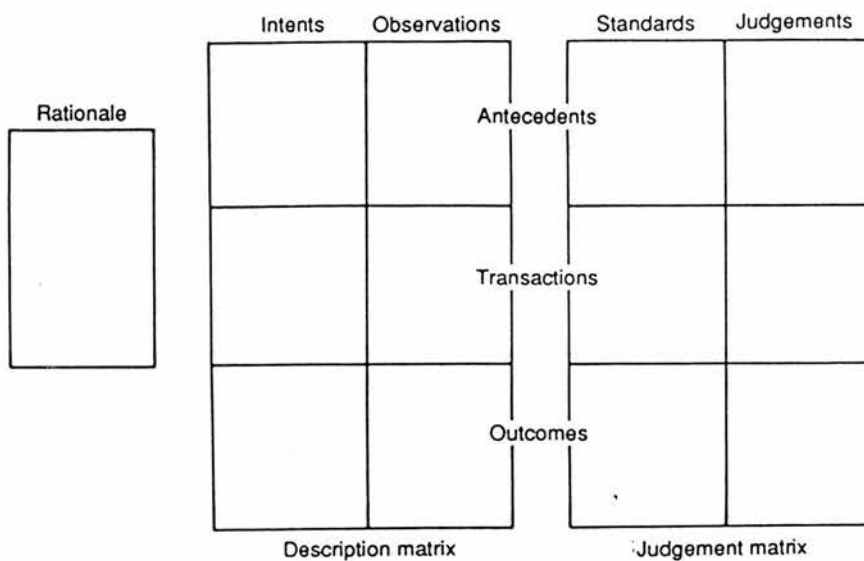 Intents Observations Standards Judgements
Rationale
Antecedents
Transactions
Outcomes
Description matrix Judgement matrix